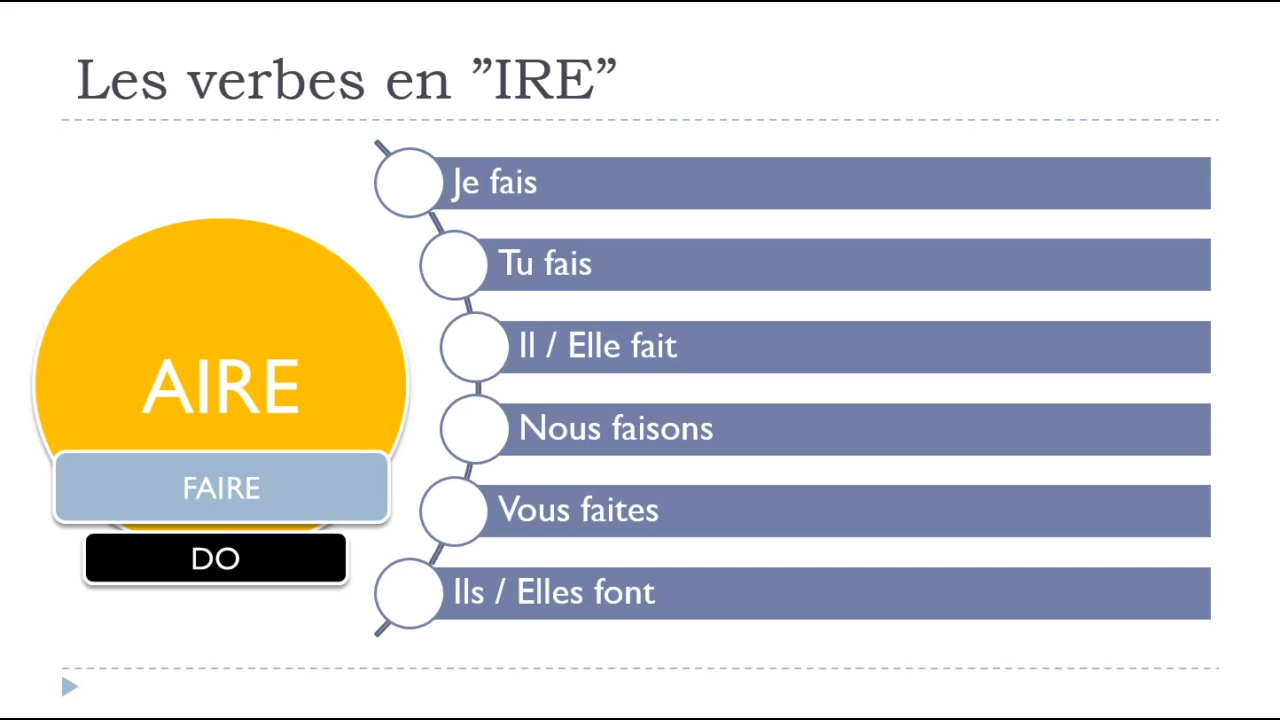 Les verbes en ”IRE”
AIRE
FAIRE
DO
Je fais
Tu fais
Il / Elle fait
Nous faisons
Vous faites
Ils / Elles font